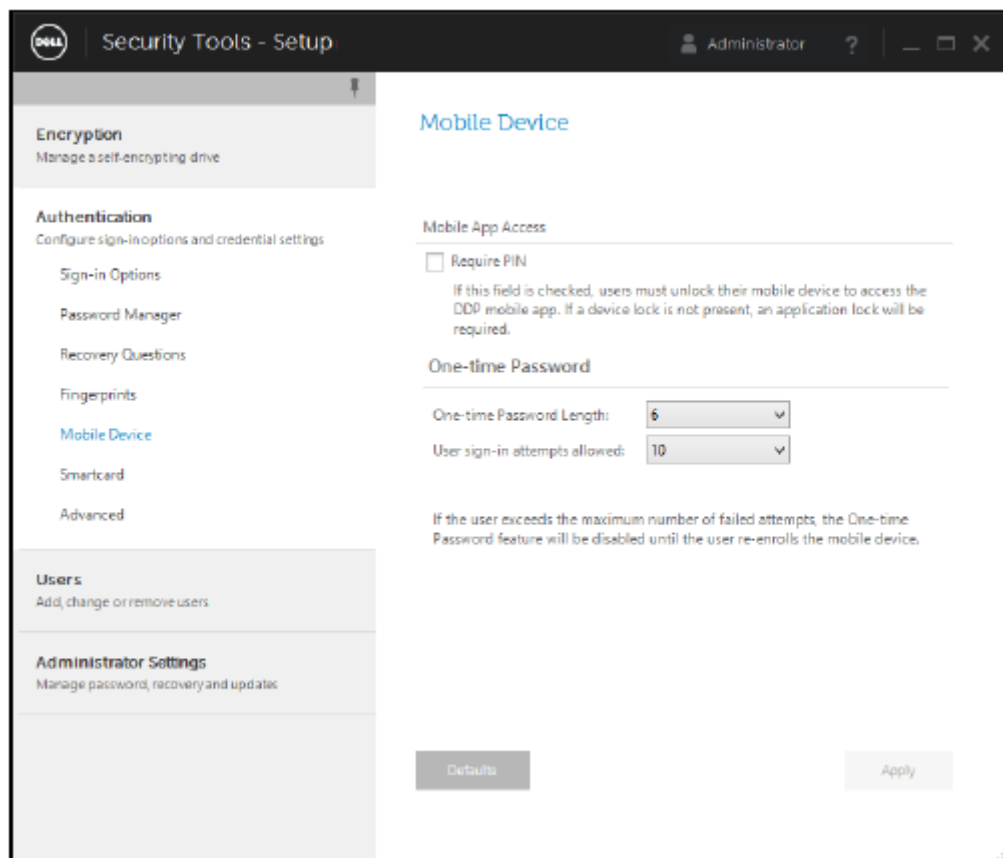 DELL
Security Tools - Setup
Administrator
?
Encryption
Manage a self-encrypting drive
Authentication
Configure sign-in options and credential settings
Sign-in Options
Password Manager
Recovery Questions
Fingerprints
Mobile Device
Smartcard
Advanced
Users
Add, change or remove users
Administrator Settings
Manage password, recovery and updates
Mobile Device
Mobile App Access
Require PIN
If this field is checked, users must unlock their mobile device to access the
DDP mobile app. If a device lock is not present, an application lock will be
required.
One-time Password
One-time Password Length: 6
User sign-in attempts allowed: 10
If the user exceeds the maximum number of failed attempts, the One-time
Password feature will be disabled until the user re-enrolls the mobile device.
Defaults
Apply